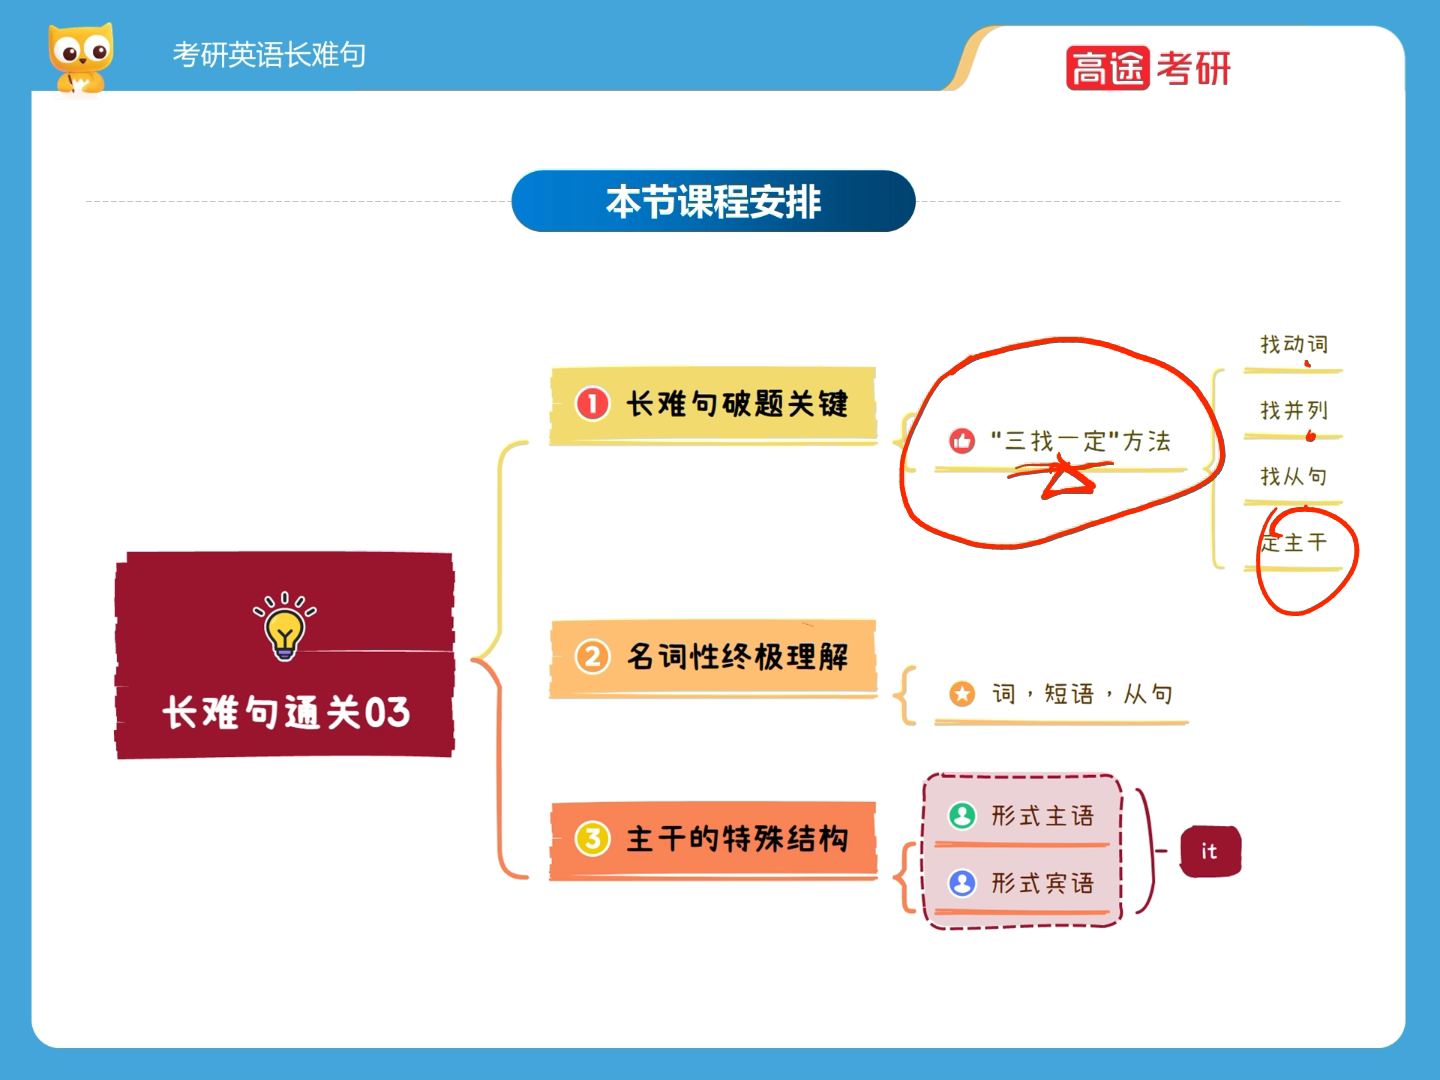 考研英语长难句
高途考研
本节课程安排
长难句通关03
1 长难句破题关键
"三找一定"方法
找动词
找并列
找从句
定主干
2 名词性终极理解
词，短语，从句
3 主干的特殊结构
形式主语
形式宾语
it